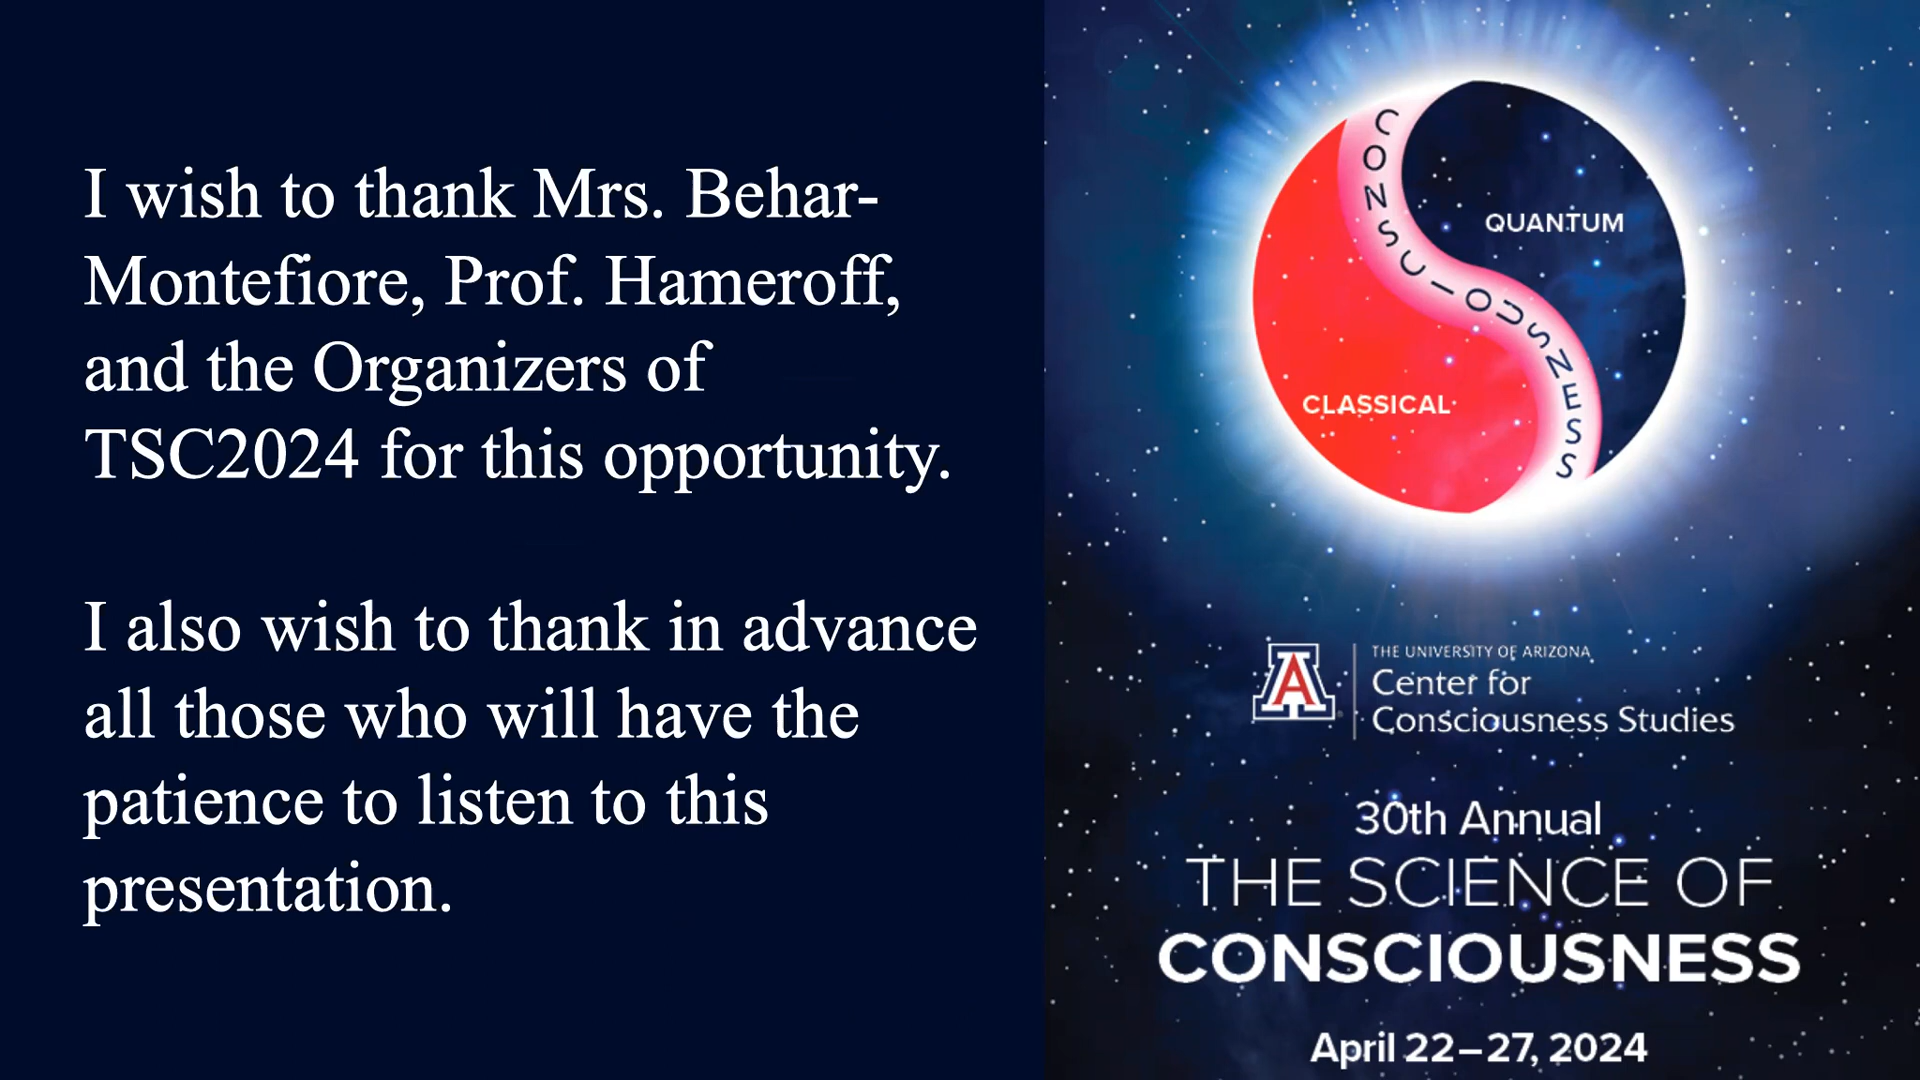 I wish to thank Mrs. Behar-
Montefiore, Prof. Hameroff,
and the Organizers of
TSC2024 for this opportunity.
I also wish to thank in advance
all those who will have the
patience to listen to this
presentation.
CONSCIOUSNESS
QUANTUM
CLASSICAL
A
THE UNIVERSITY OF ARIZONA
Center for
Consciousness Studies
30th Annual
THE SCIENCE OF
CONSCIOUSNESS
April 22–27, 2024